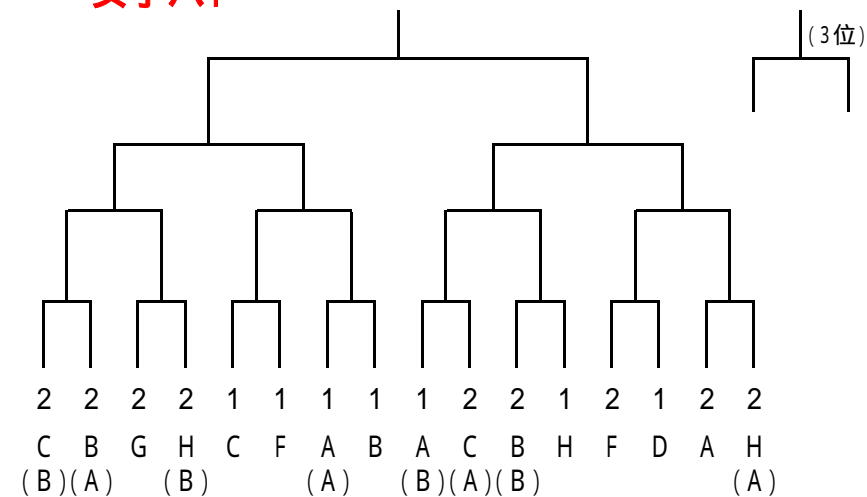 (3位)
2 2 2 2 1 1 1 1 1 2 2 1 2 1 2 2
C B G H C F A B A C B H F D A H
(B)(A) (B) (A) (B)(A)(B) (A)